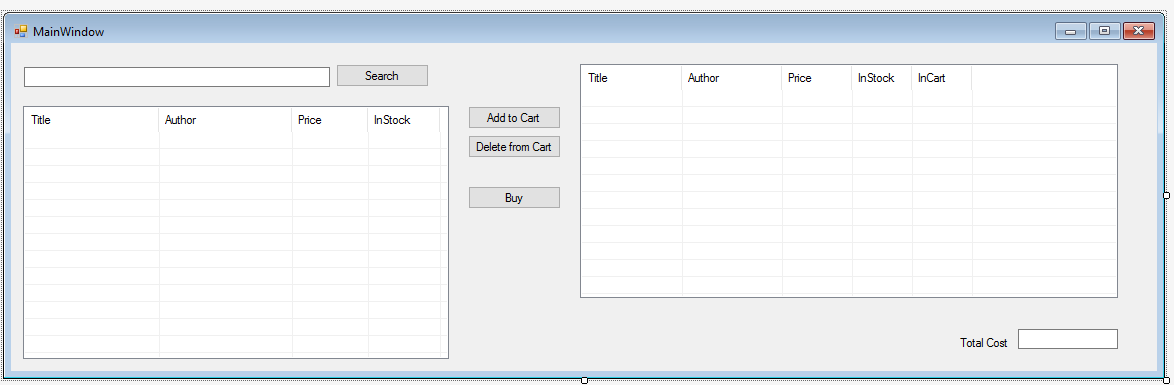 MainWindow
Search
Title Author Price InStock
Add to Cart
Delete from Cart
Buy
Title Author Price InStock InCart
Total Cost